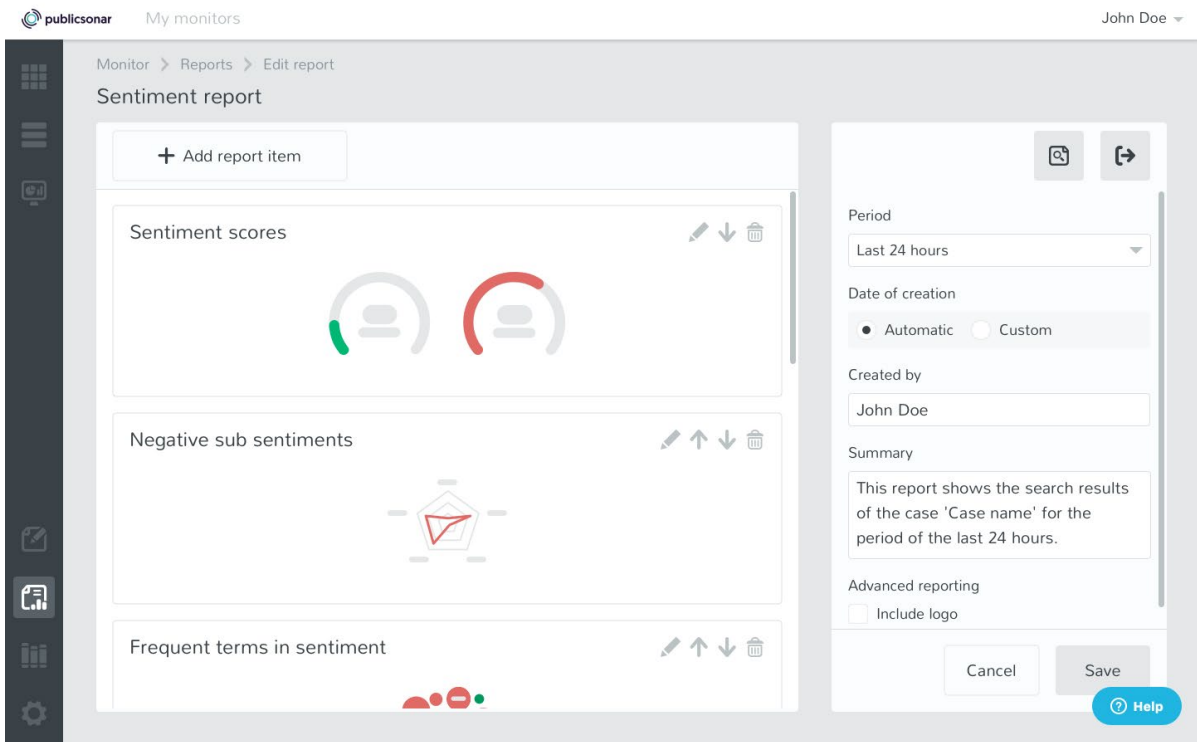 publicsonar
My monitors
John Doe
Monitor
Reports
Edit report
Sentiment report
Add report item
Sentiment scores
Negative sub sentiments
Frequent terms in sentiment
Period
Last 24 hours
Date of creation
Automatic
Custom
Created by
John Doe
Summary
This report shows the search results
of the case 'Case name' for the
period of the last 24 hours.
Advanced reporting
Include logo
Cancel
Save
Help